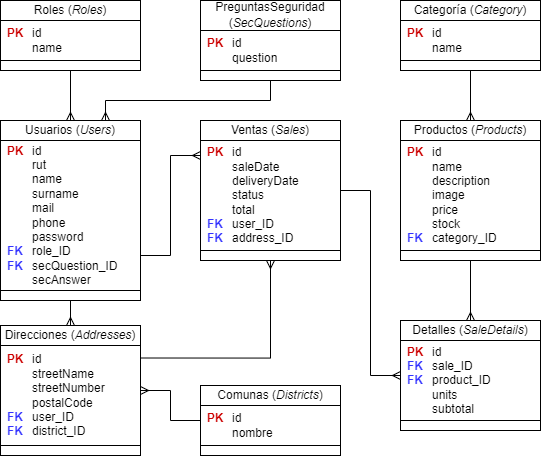 Roles (Roles)
PK id
name
PreguntasSeguridad
(SecQuestions)
PK id
question
Categoría (Category)
PK id
name
Usuarios (Users)
PK id
rut
name
surname
mail
phone
password
FK role_ID
FK secQuestion_ID
secAnswer
Ventas (Sales)
PK id
saleDate
deliveryDate
status
total
FK user_ID
FK address_ID
Productos (Products)
PK id
name
description
image
price
stock
FK category_ID
Direcciones (Addresses)
PK id
streetName
streetNumber
postalCode
FK user_ID
FK district_ID
Comunas (Districts)
PK id
nombre
Detalles (SaleDetails)
PK id
FK sale_ID
FK product_ID
units
subtotal